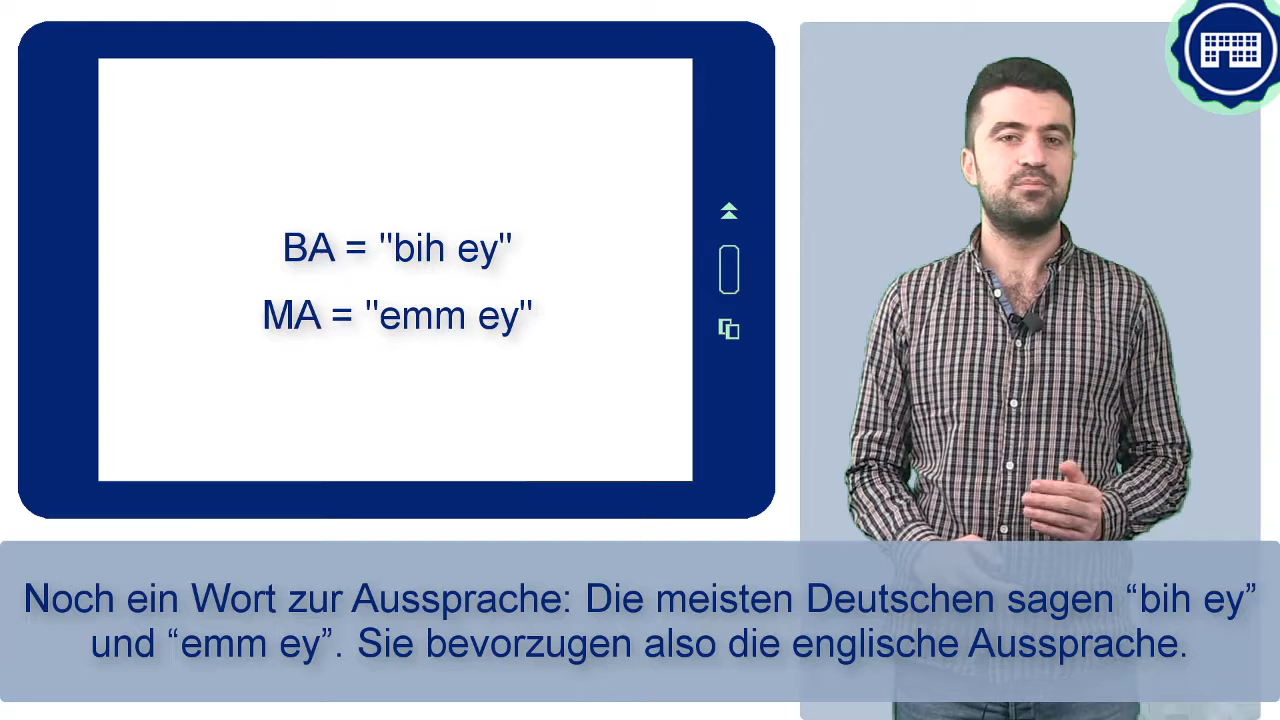 BA = "bih ey"
MA = "emm ey"
Noch ein Wort zur Aussprache: Die meisten Deutschen sagen “bih ey”
und “emm ey”. Sie bevorzugen also die englische Aussprache.